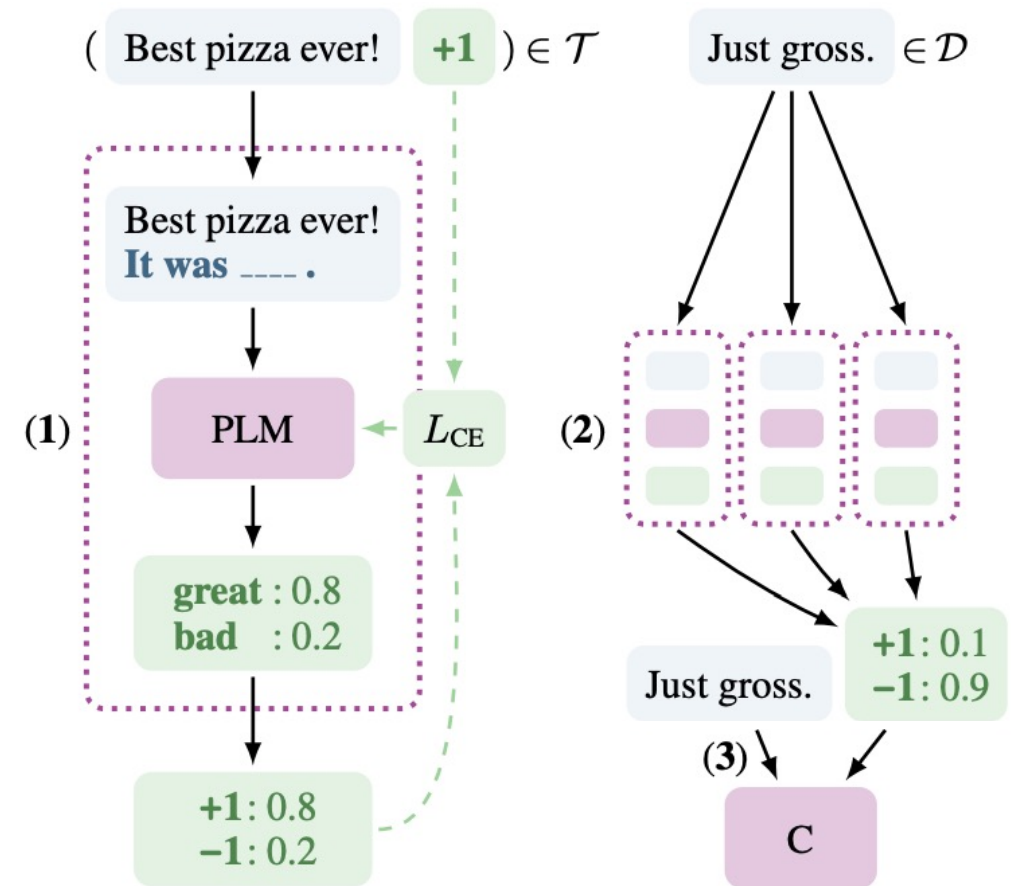 ( Best pizza ever! +1 ) ∈ 𝒯
Best pizza ever!
It was ____ .
(1)
PLM
L_CE
great : 0.8
bad : 0.2
+1: 0.8
−1: 0.2
Just gross. ∈ 𝒟
(2)
+1: 0.1
−1: 0.9
Just gross.
(3)
C